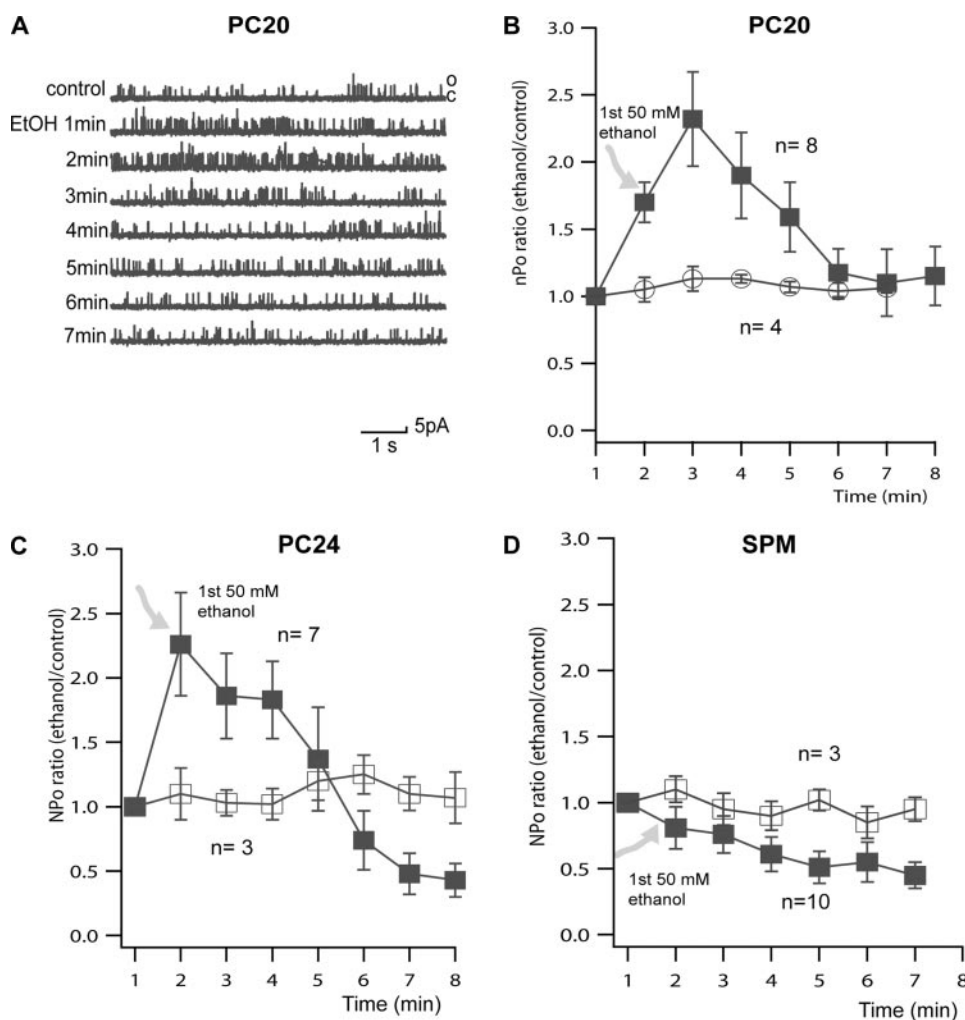 A
PC20
control
o
c
EtOH 1min
2min
3min
4min
5min
6min
7min
5pA
1 s
B
PC20
3.0
2.5
2.0
1.5
1.0
0.5
0.0
nPo ratio (ethanol/control)
1st 50 mM
ethanol
n= 8
n= 4
1 2 3 4 5 6 7 8
Time (min)
C
PC24
3.0
2.5
2.0
1.5
1.0
0.5
0.0
NPo ratio (ethanol/control)
1st 50 mM
ethanol
n= 7
n= 3
1 2 3 4 5 6 7 8
Time (min)
D
SPM
3.0
2.5
2.0
1.5
1.0
0.5
0.0
NPo ratio (ethanol/control)
n= 3
1st 50 mM
ethanol
n=10
1 2 3 4 5 6 7 8
Time (min)